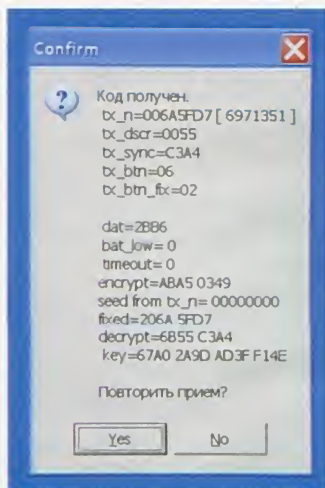 Confirm
Код получен.
tx_n=006A5FD7 [ 6971351 ]
tx_dscr=0055
tx_sync=C3A4
tx_btn=06
tx_btn_fix=02
dat=2BB6
bat_low= 0
timeout= 0
encrypt=ABA5 0349
seed from tx_n= 00000000
fixed=206A 5FD7
decrypt=6B55 C3A4
key=67A0 2A9D AD3F F14E
Повторить прием?
Yes
No